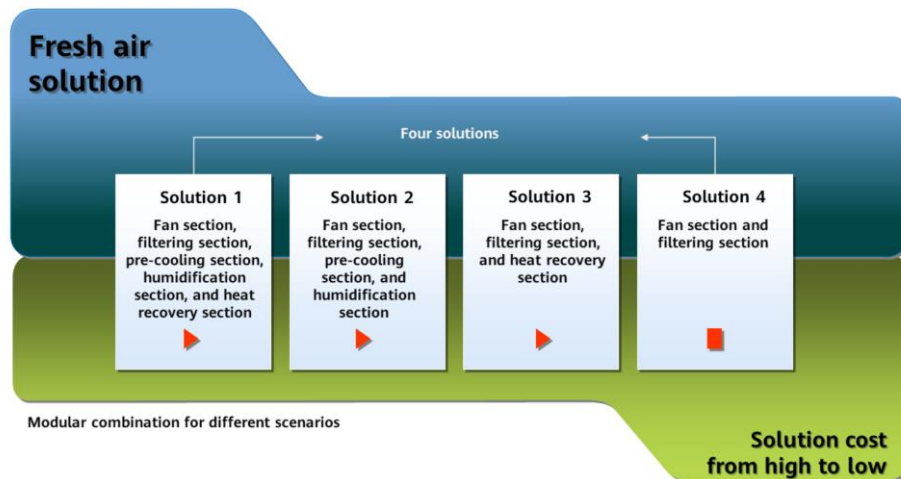 Fresh air
solution
Four solutions
Solution 1
Fan section,
filtering section,
pre-cooling section,
humidification
section, and heat
recovery section
Solution 2
Fan section,
filtering section,
pre-cooling
section, and
humidification
section
Solution 3
Fan section,
filtering section,
and heat recovery
section
Solution 4
Fan section and
filtering section
Modular combination for different scenarios
Solution cost
from high to low